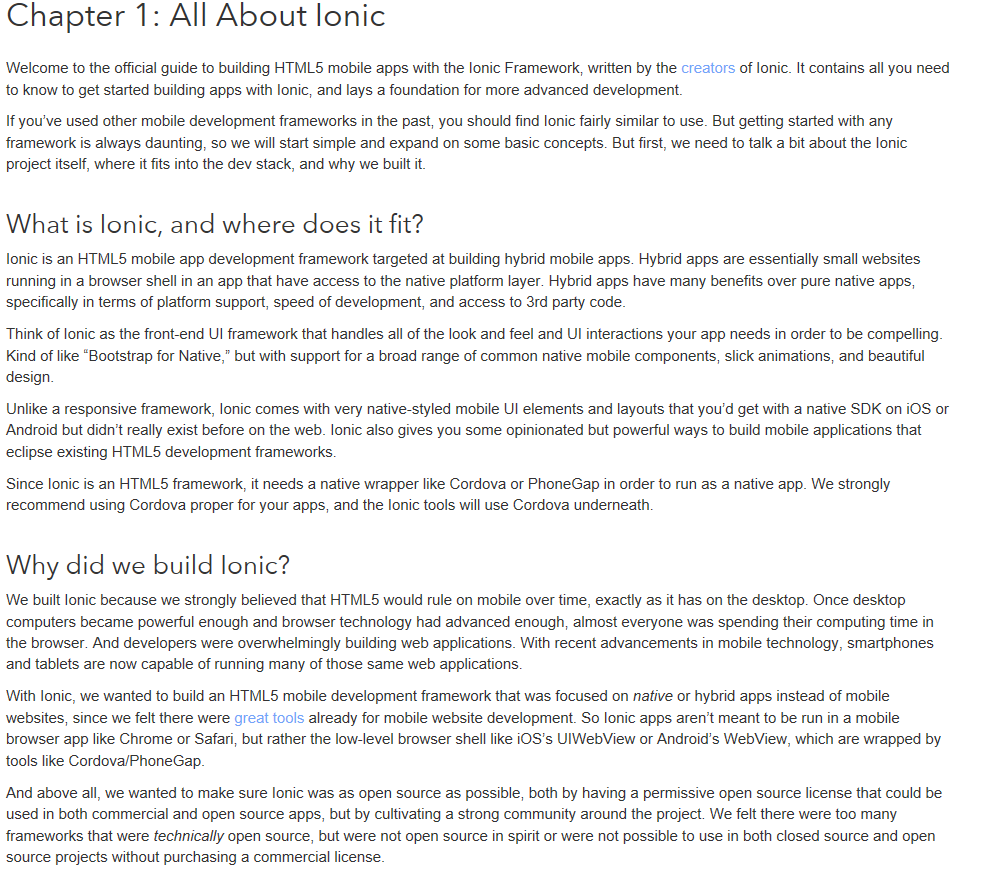 Chapter 1: All About Ionic
Welcome to the official guide to building HTML5 mobile apps with the Ionic Framework, written by the creators of Ionic. It contains all you need
to know to get started building apps with Ionic, and lays a foundation for more advanced development.
If you've used other mobile development frameworks in the past, you should find Ionic fairly similar to use. But getting started with any
framework is always daunting, so we will start simple and expand on some basic concepts. But first, we need to talk a bit about the Ionic
project itself, where it fits into the dev stack, and why we built it.
What is Ionic, and where does it fit?
Ionic is an HTML5 mobile app development framework targeted at building hybrid mobile apps. Hybrid apps are essentially small websites
running in a browser shell in an app that have access to the native platform layer. Hybrid apps have many benefits over pure native apps,
specifically in terms of platform support, speed of development, and access to 3rd party code.
Think of Ionic as the front-end UI framework that handles all of the look and feel and UI interactions your app needs in order to be compelling.
Kind of like “Bootstrap for Native,” but with support for a broad range of common native mobile components, slick animations, and beautiful
design.
Unlike a responsive framework, Ionic comes with very native-styled mobile UI elements and layouts that you'd get with a native SDK on iOS or
Android but didn't really exist before on the web. Ionic also gives you some opinionated but powerful ways to build mobile applications that
eclipse existing HTML5 development frameworks.
Since Ionic is an HTML5 framework, it needs a native wrapper like Cordova or PhoneGap in order to run as a native app. We strongly
recommend using Cordova proper for your apps, and the Ionic tools will use Cordova underneath.
Why did we build Ionic?
We built Ionic because we strongly believed that HTML5 would rule on mobile over time, exactly as it has on the desktop. Once desktop
computers became powerful enough and browser technology had advanced enough, almost everyone was spending their computing time in
the browser. And developers were overwhelmingly building web applications. With recent advancements in mobile technology, smartphones
and tablets are now capable of running many of those same web applications.
With Ionic, we wanted to build an HTML5 mobile development framework that was focused on native or hybrid apps instead of mobile
websites, since we felt there were great tools already for mobile website development. So Ionic apps aren't meant to be run in a mobile
browser app like Chrome or Safari, but rather the low-level browser shell like iOS's UIWebView or Android's WebView, which are wrapped by
tools like Cordova/PhoneGap.
And above all, we wanted to make sure Ionic was as open source as possible, both by having a permissive open source license that could be
used in both commercial and open source apps, but by cultivating a strong community around the project. We felt there were too many
frameworks that were technically open source, but were not open source in spirit or were not possible to use in both closed source and open
source projects without purchasing a commercial license.